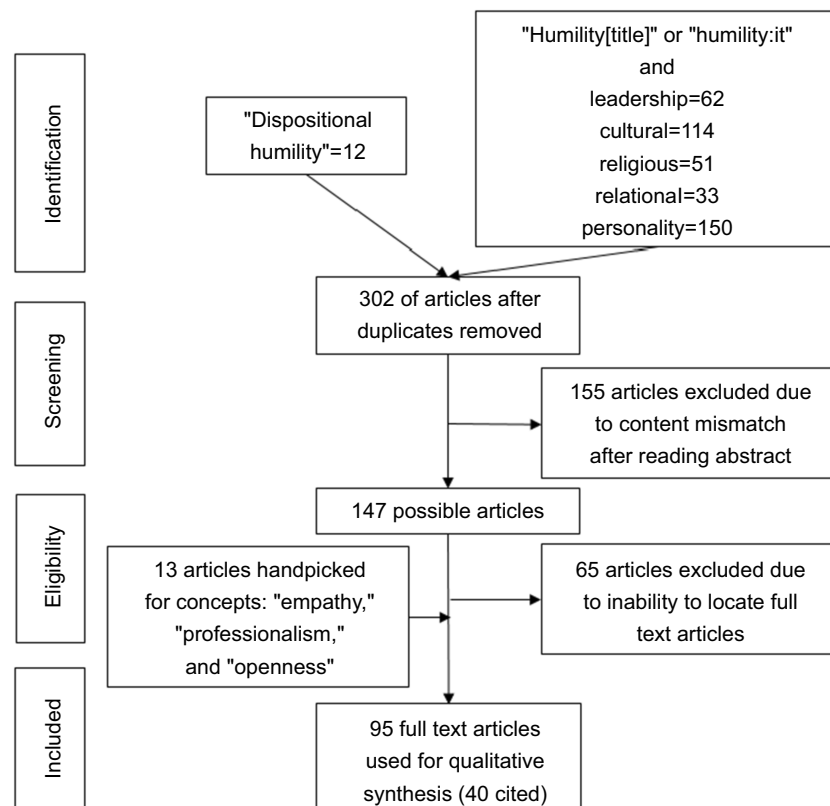 Identification
"Dispositional
humility"=12
"Humility[title]" or "humility:it"
and
leadership=62
cultural=114
religious=51
relational=33
personality=150
302 of articles after
duplicates removed
Screening
155 articles excluded due
to content mismatch
after reading abstract
147 possible articles
Eligibility
13 articles handpicked
for concepts: "empathy,"
"professionalism,"
and "openness"
65 articles excluded due
to inability to locate full
text articles
Included
95 full text articles
used for qualitative
synthesis (40 cited)